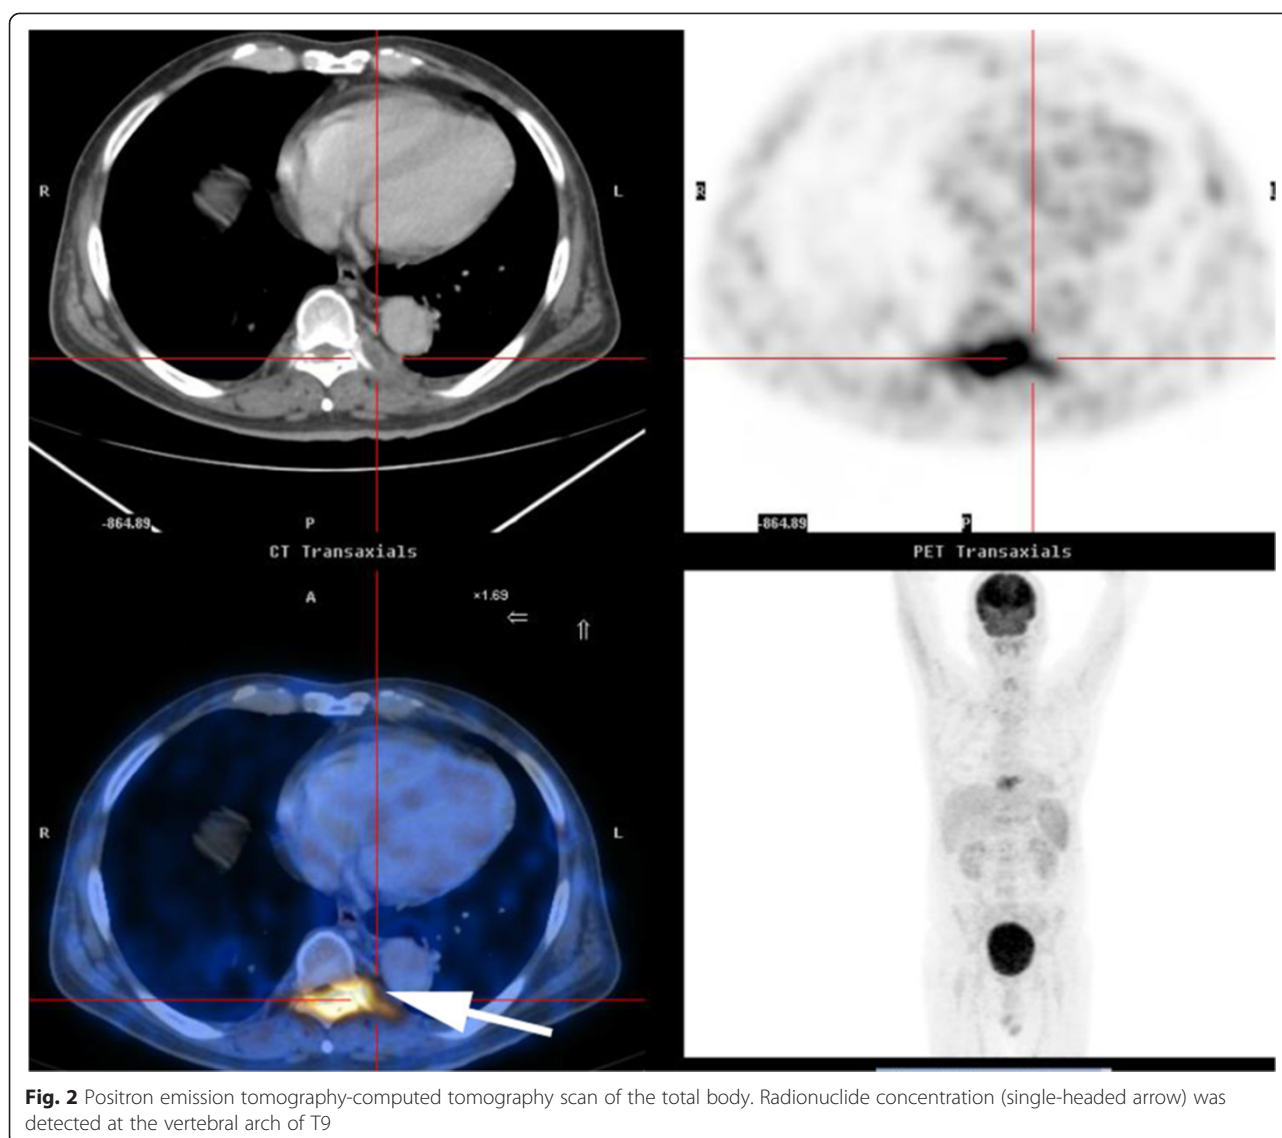 R
L
R
-864.89
P
-864.89
P
CT Transaxials
PET Transaxials
A
×1.69
⇐
⇑
R
L
Fig. 2 Positron emission tomography-computed tomography scan of the total body. Radionuclide concentration (single-headed arrow) was
detected at the vertebral arch of T9